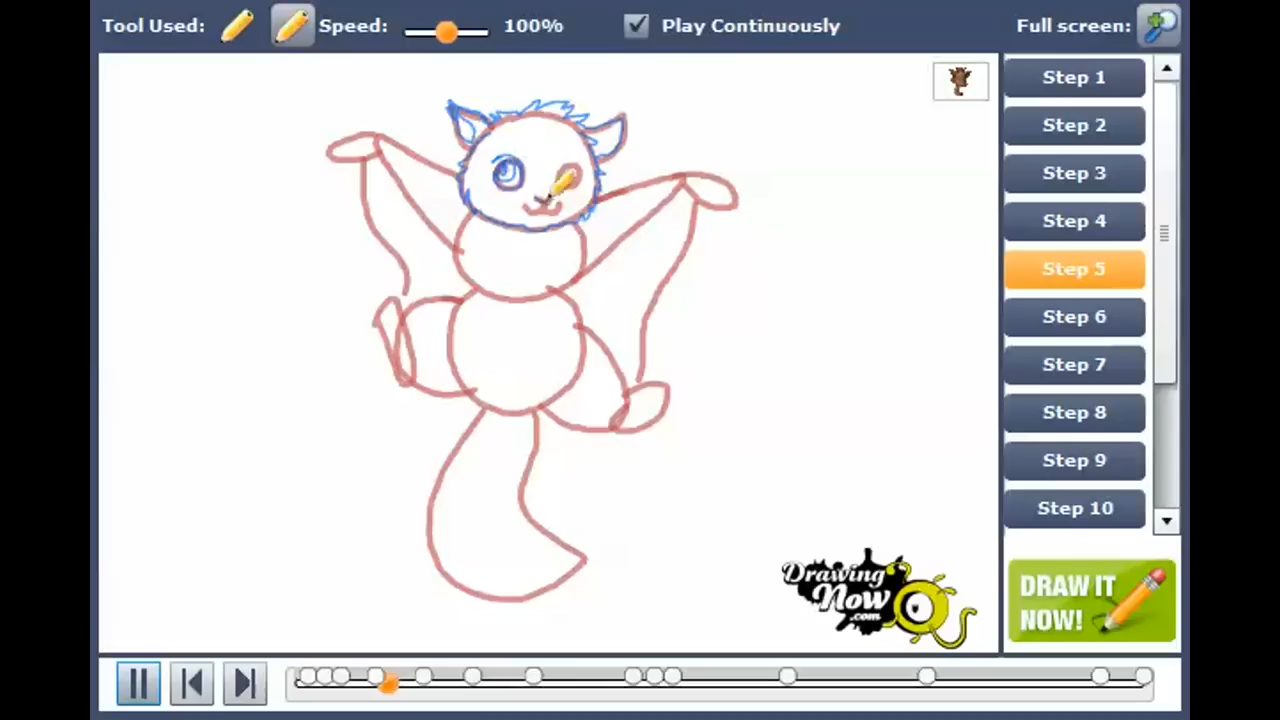 Tool Used:
Speed:
100%
Play Continuously
Full screen:
Step 1
Step 2
Step 3
Step 4
Step 5
Step 6
Step 7
Step 8
Step 9
Step 10
Drawing
Now
.com
DRAW IT
NOW!